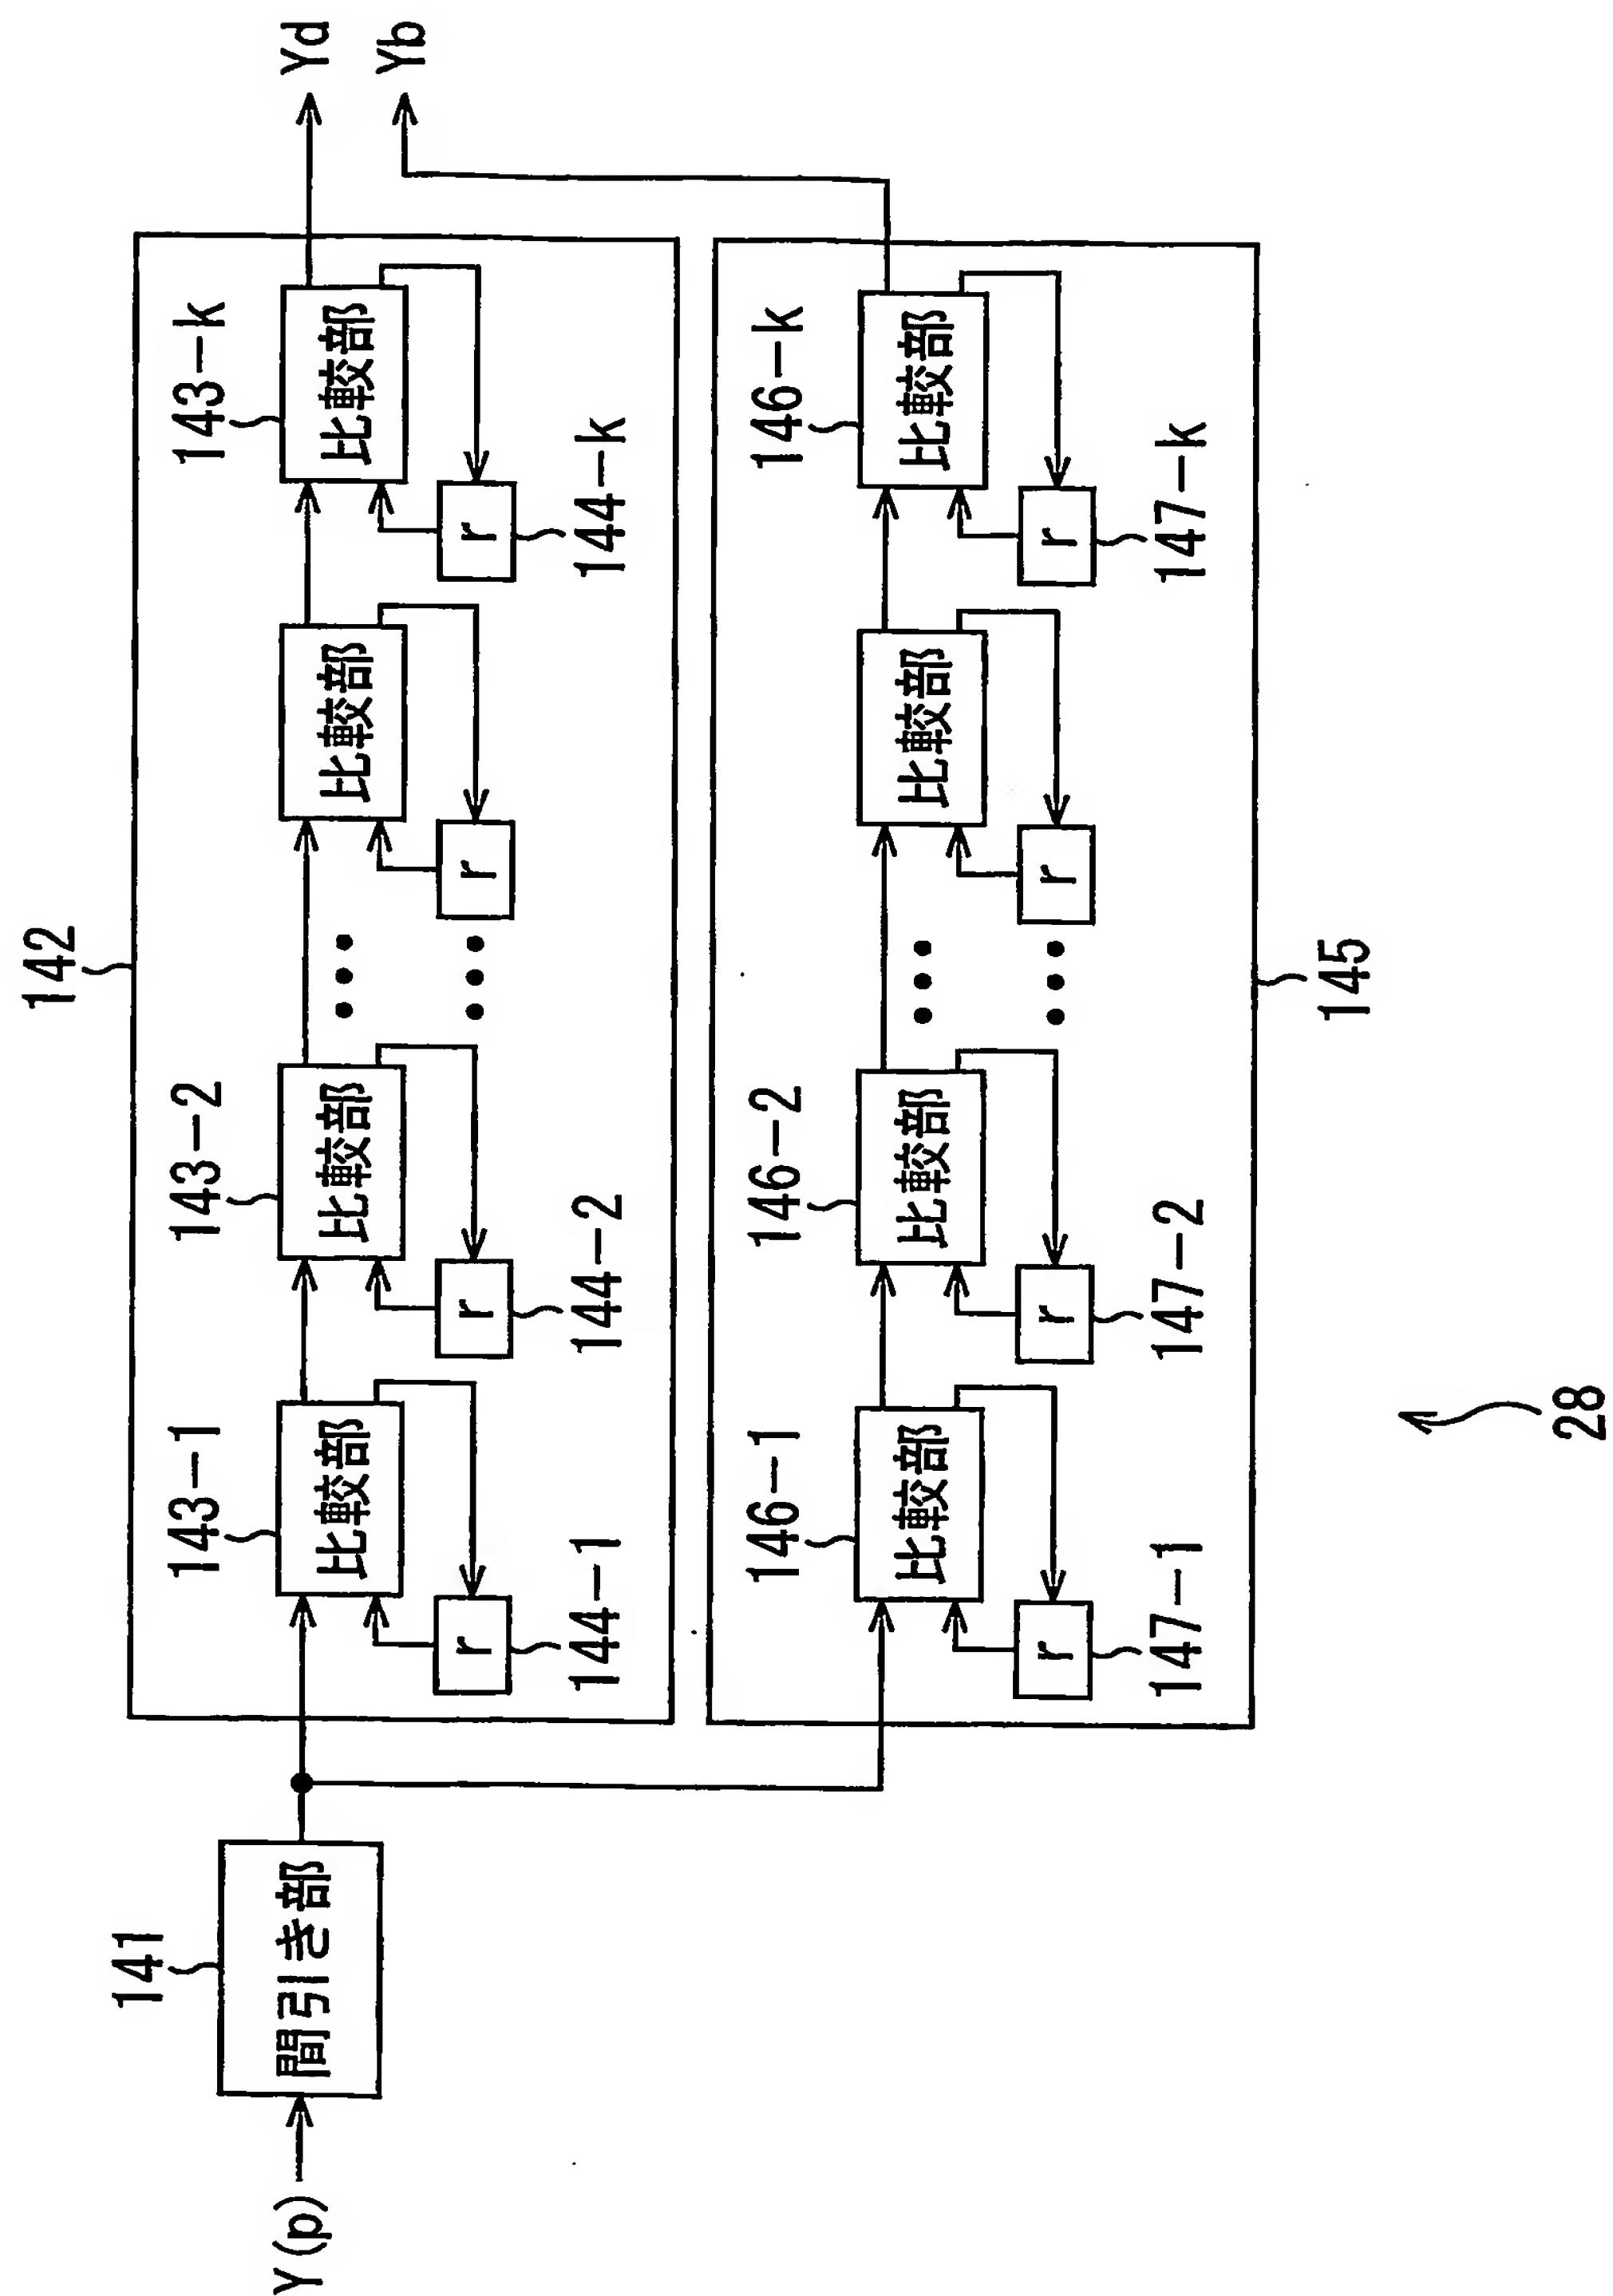 142
143-1
143-2
143-k
比較部
比較部
比較部
比較部
Yd
Yb
r
r
r
r
144-1
144-2
144-k
141
間引き部
Y(p)
146-1
146-2
146-k
比較部
比較部
比較部
比較部
r
r
r
r
147-1
147-2
147-k
145
28